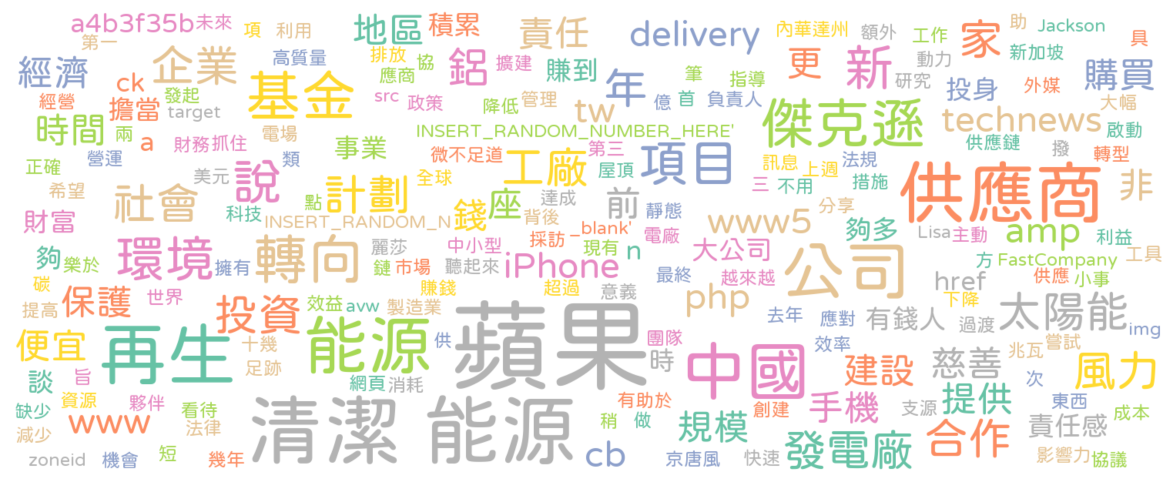 a4b3f35b 未來 項 利用 地區 積累 責任 delivery 內華達州 額外 工作 助 Jackson
第一 高質量 排放 協 更 新 動力 家 新加坡 具
經濟 ck 企業 基金 應商 鋁 擴建 賺到 年 筆 指導 研究 投身 外媒 購買
經營 擔當 發起 target src 政策 降低 管理 億 首 負責人 傑克遜 technews 大幅
時間 兩 a 財務 抓住 電場 事業 INSERT_RANDOM_NUMBER_HERE' tw 供應鏈 啟動
正確 營運 類 美元 說 微不足道 工廠 第三 屋頂 項目 訊息 上週 法規 撥 轉型
希望 社會 點 計劃 全球 達成 三 不用 措施 供應商 非
財富 科技 INSERT_RANDOM_N 錢 座 背後 前 靜態 www5 分享 夠多 Lisa 主動 amp 利益
夠 樂於 環境 擁有 轉向 麗莎 中小型 採訪 _blank' 現有 n 電廠 大公司 公司 方 FastCompany 工具
碳 鏈 市場 聽起來 iPhone 最終 越來越 href 供應 小事
提高 保護 世界 投資 效益 avw 賺錢 製造業 超過 意義 php 下降 太陽能
便宜 再生 十幾 能源 供 蘋果 團隊 去年 應對 有錢人 過渡 img
談 旨 足跡 網頁 消耗 時 中國 效率 建設 慈善 兆瓦 嘗試 風力
缺少 資源 夥伴 看待 清潔 能源 有助於 創建 手機 支源 提供 次 東西
減少 www 法律 稍 做 規模 責任感 成本
zoneid 機會 短 幾年 cb 京唐風 發電廠 快速 合作 影響力 協議